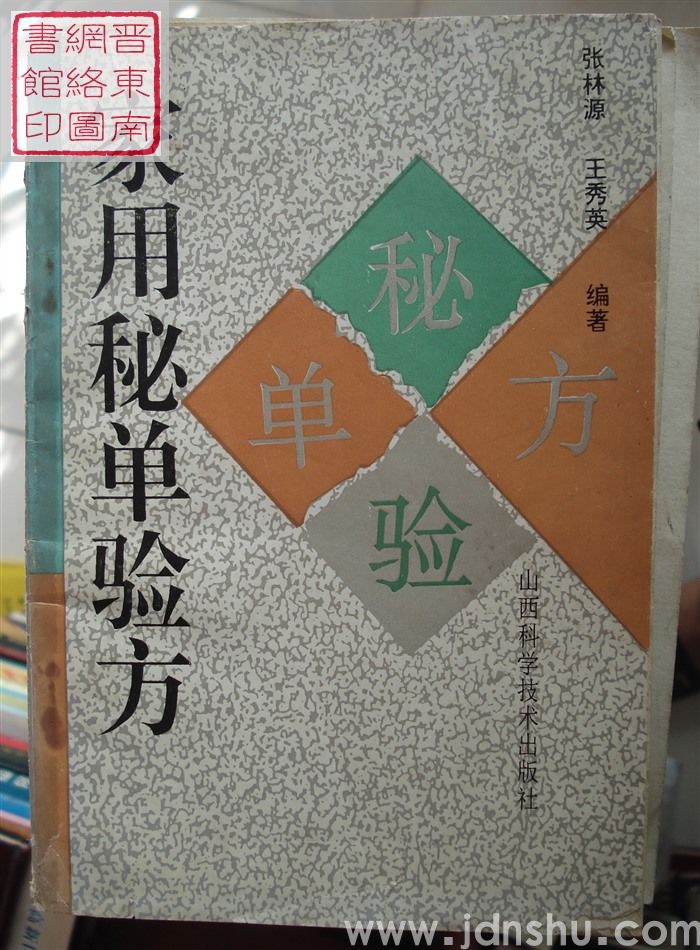 晋東南
網絡圖
書館印
家用秘单验方
张林源 王秀英 编著
秘
单
方
验
山西科学技术出版社
www.jdnshu.com